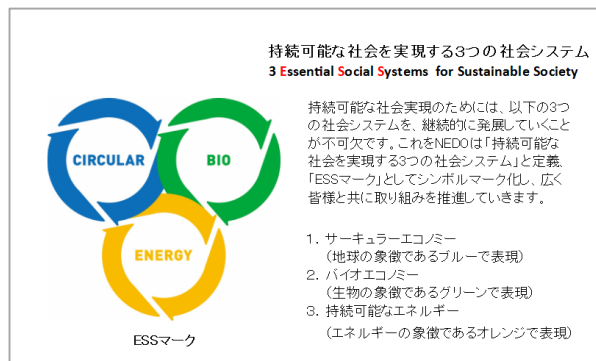 持続可能な社会を実現する3つの社会システム
3 Essential Social Systems for Sustainable Society
持続可能な社会実現のためには、以下の3つ
の社会システムを、継続的に発展していくこと
が不可欠です。これをNEDOは「持続可能な
社会を実現する3つの社会システム」と定義、
「ESSマーク」としてシンボルマーク化し、広く
皆様と共に取り組みを推進していきます。
CIRCULAR
BIO
ENERGY
ESSマーク
1. サーキュラーエコノミー
(地球の象徴であるブルーで表現)
2. バイオエコノミー
(生物の象徴であるグリーンで表現)
3. 持続可能なエネルギー
(エネルギーの象徴であるオレンジで表現)